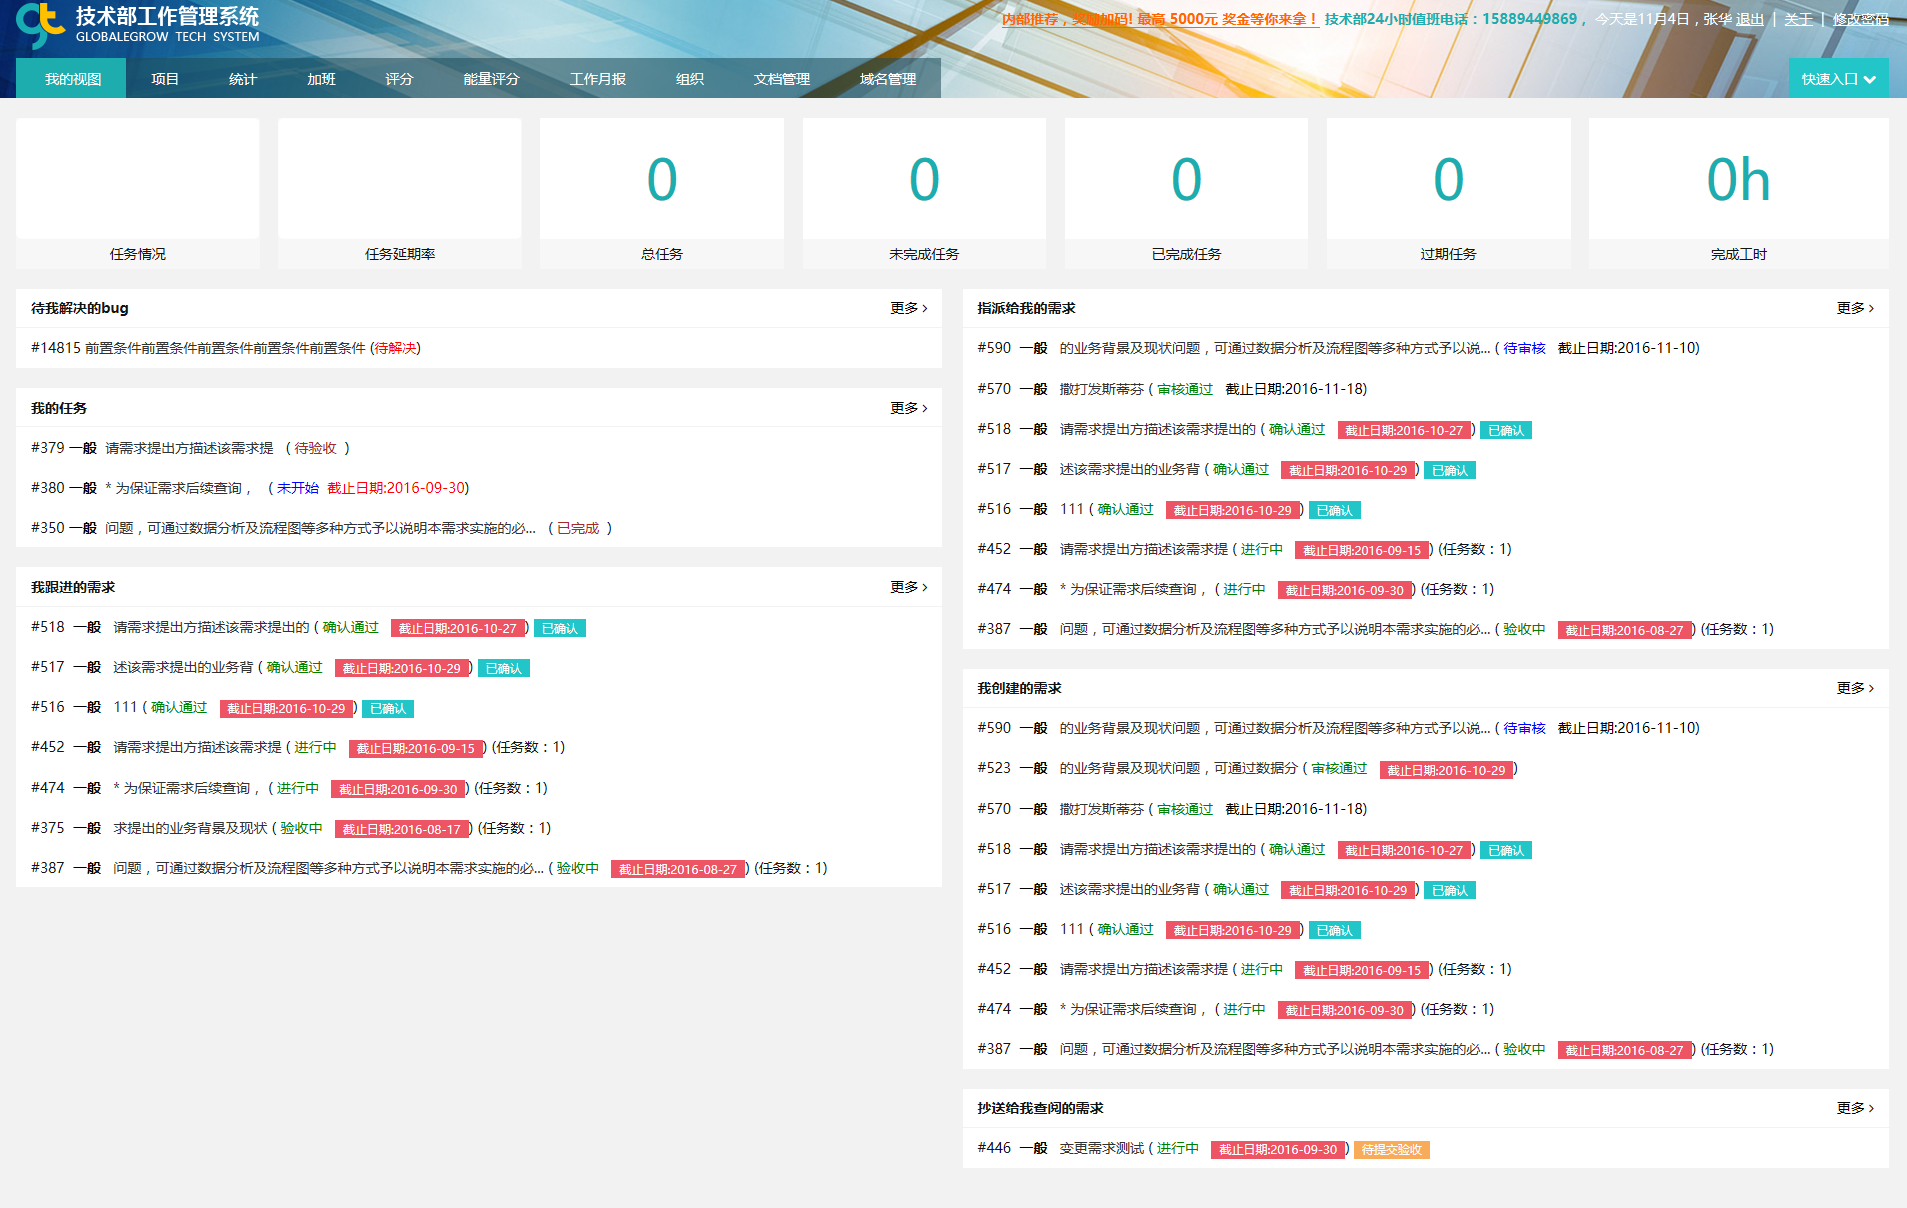 技术部工作管理系统
GLOBALEGROW TECH SYSTEM
内部推荐，奖励加码! 最高 5000元 奖金等你来拿！ 技术部24小时值班电话：15889449869， 今天是11月4日，张华 退出 | 关于 | 修改密码
我的视图 项目 统计 加班 评分 能量评分 工作月报 组织 文档管理 域名管理 快速入口
0 0 0 0 0h
任务情况 任务延期率 总任务 未完成任务 已完成任务 过期任务 完成工时
待我解决的bug 更多 >
#14815 前置条件前置条件前置条件前置条件前置条件 (待解决)
我的任务 更多 >
#379 一般 请需求提出方描述该需求提 ( 待验收 )
#380 一般 * 为保证需求后续查询， ( 未开始 截止日期:2016-09-30)
#350 一般 问题，可通过数据分析及流程图等多种方式予以说明本需求实施的必... ( 已完成 )
我跟进的需求 更多 >
#518 一般 请需求提出方描述该需求提出的 ( 确认通过 截止日期:2016-10-27 ) 已确认
#517 一般 述该需求提出的业务背 ( 确认通过 截止日期:2016-10-29 ) 已确认
#516 一般 111 ( 确认通过 截止日期:2016-10-29 ) 已确认
#452 一般 请需求提出方描述该需求提 ( 进行中 截止日期:2016-09-15 ) (任务数：1)
#474 一般 * 为保证需求后续查询， ( 进行中 截止日期:2016-09-30 ) (任务数：1)
#375 一般 求提出的业务背景及现状 ( 验收中 截止日期:2016-08-17 ) (任务数：1)
#387 一般 问题，可通过数据分析及流程图等多种方式予以说明本需求实施的必... ( 验收中 截止日期:2016-08-27 ) (任务数：1)
指派给我的需求 更多 >
#590 一般 的业务背景及现状问题，可通过数据分析及流程图等多种方式予以说... ( 待审核 截止日期:2016-11-10)
#570 一般 撒打发斯蒂芬 ( 审核通过 截止日期:2016-11-18)
#518 一般 请需求提出方描述该需求提出的 ( 确认通过 截止日期:2016-10-27 ) 已确认
#517 一般 述该需求提出的业务背 ( 确认通过 截止日期:2016-10-29 ) 已确认
#516 一般 111 ( 确认通过 截止日期:2016-10-29 ) 已确认
#452 一般 请需求提出方描述该需求提 ( 进行中 截止日期:2016-09-15 ) (任务数：1)
#474 一般 * 为保证需求后续查询， ( 进行中 截止日期:2016-09-30 ) (任务数：1)
#387 一般 问题，可通过数据分析及流程图等多种方式予以说明本需求实施的必... ( 验收中 截止日期:2016-08-27 ) (任务数：1)
我创建的需求 更多 >
#590 一般 的业务背景及现状问题，可通过数据分析及流程图等多种方式予以说... ( 待审核 截止日期:2016-11-10)
#523 一般 的业务背景及现状问题，可通过数据分 ( 审核通过 截止日期:2016-10-29 )
#570 一般 撒打发斯蒂芬 ( 审核通过 截止日期:2016-11-18)
#518 一般 请需求提出方描述该需求提出的 ( 确认通过 截止日期:2016-10-27 ) 已确认
#517 一般 述该需求提出的业务背 ( 确认通过 截止日期:2016-10-29 ) 已确认
#516 一般 111 ( 确认通过 截止日期:2016-10-29 ) 已确认
#452 一般 请需求提出方描述该需求提 ( 进行中 截止日期:2016-09-15 ) (任务数：1)
#474 一般 * 为保证需求后续查询， ( 进行中 截止日期:2016-09-30 ) (任务数：1)
#387 一般 问题，可通过数据分析及流程图等多种方式予以说明本需求实施的必... ( 验收中 截止日期:2016-08-27 ) (任务数：1)
抄送给我查阅的需求 更多 >
#446 一般 变更需求测试 ( 进行中 截止日期:2016-09-30 ) 待提交验收